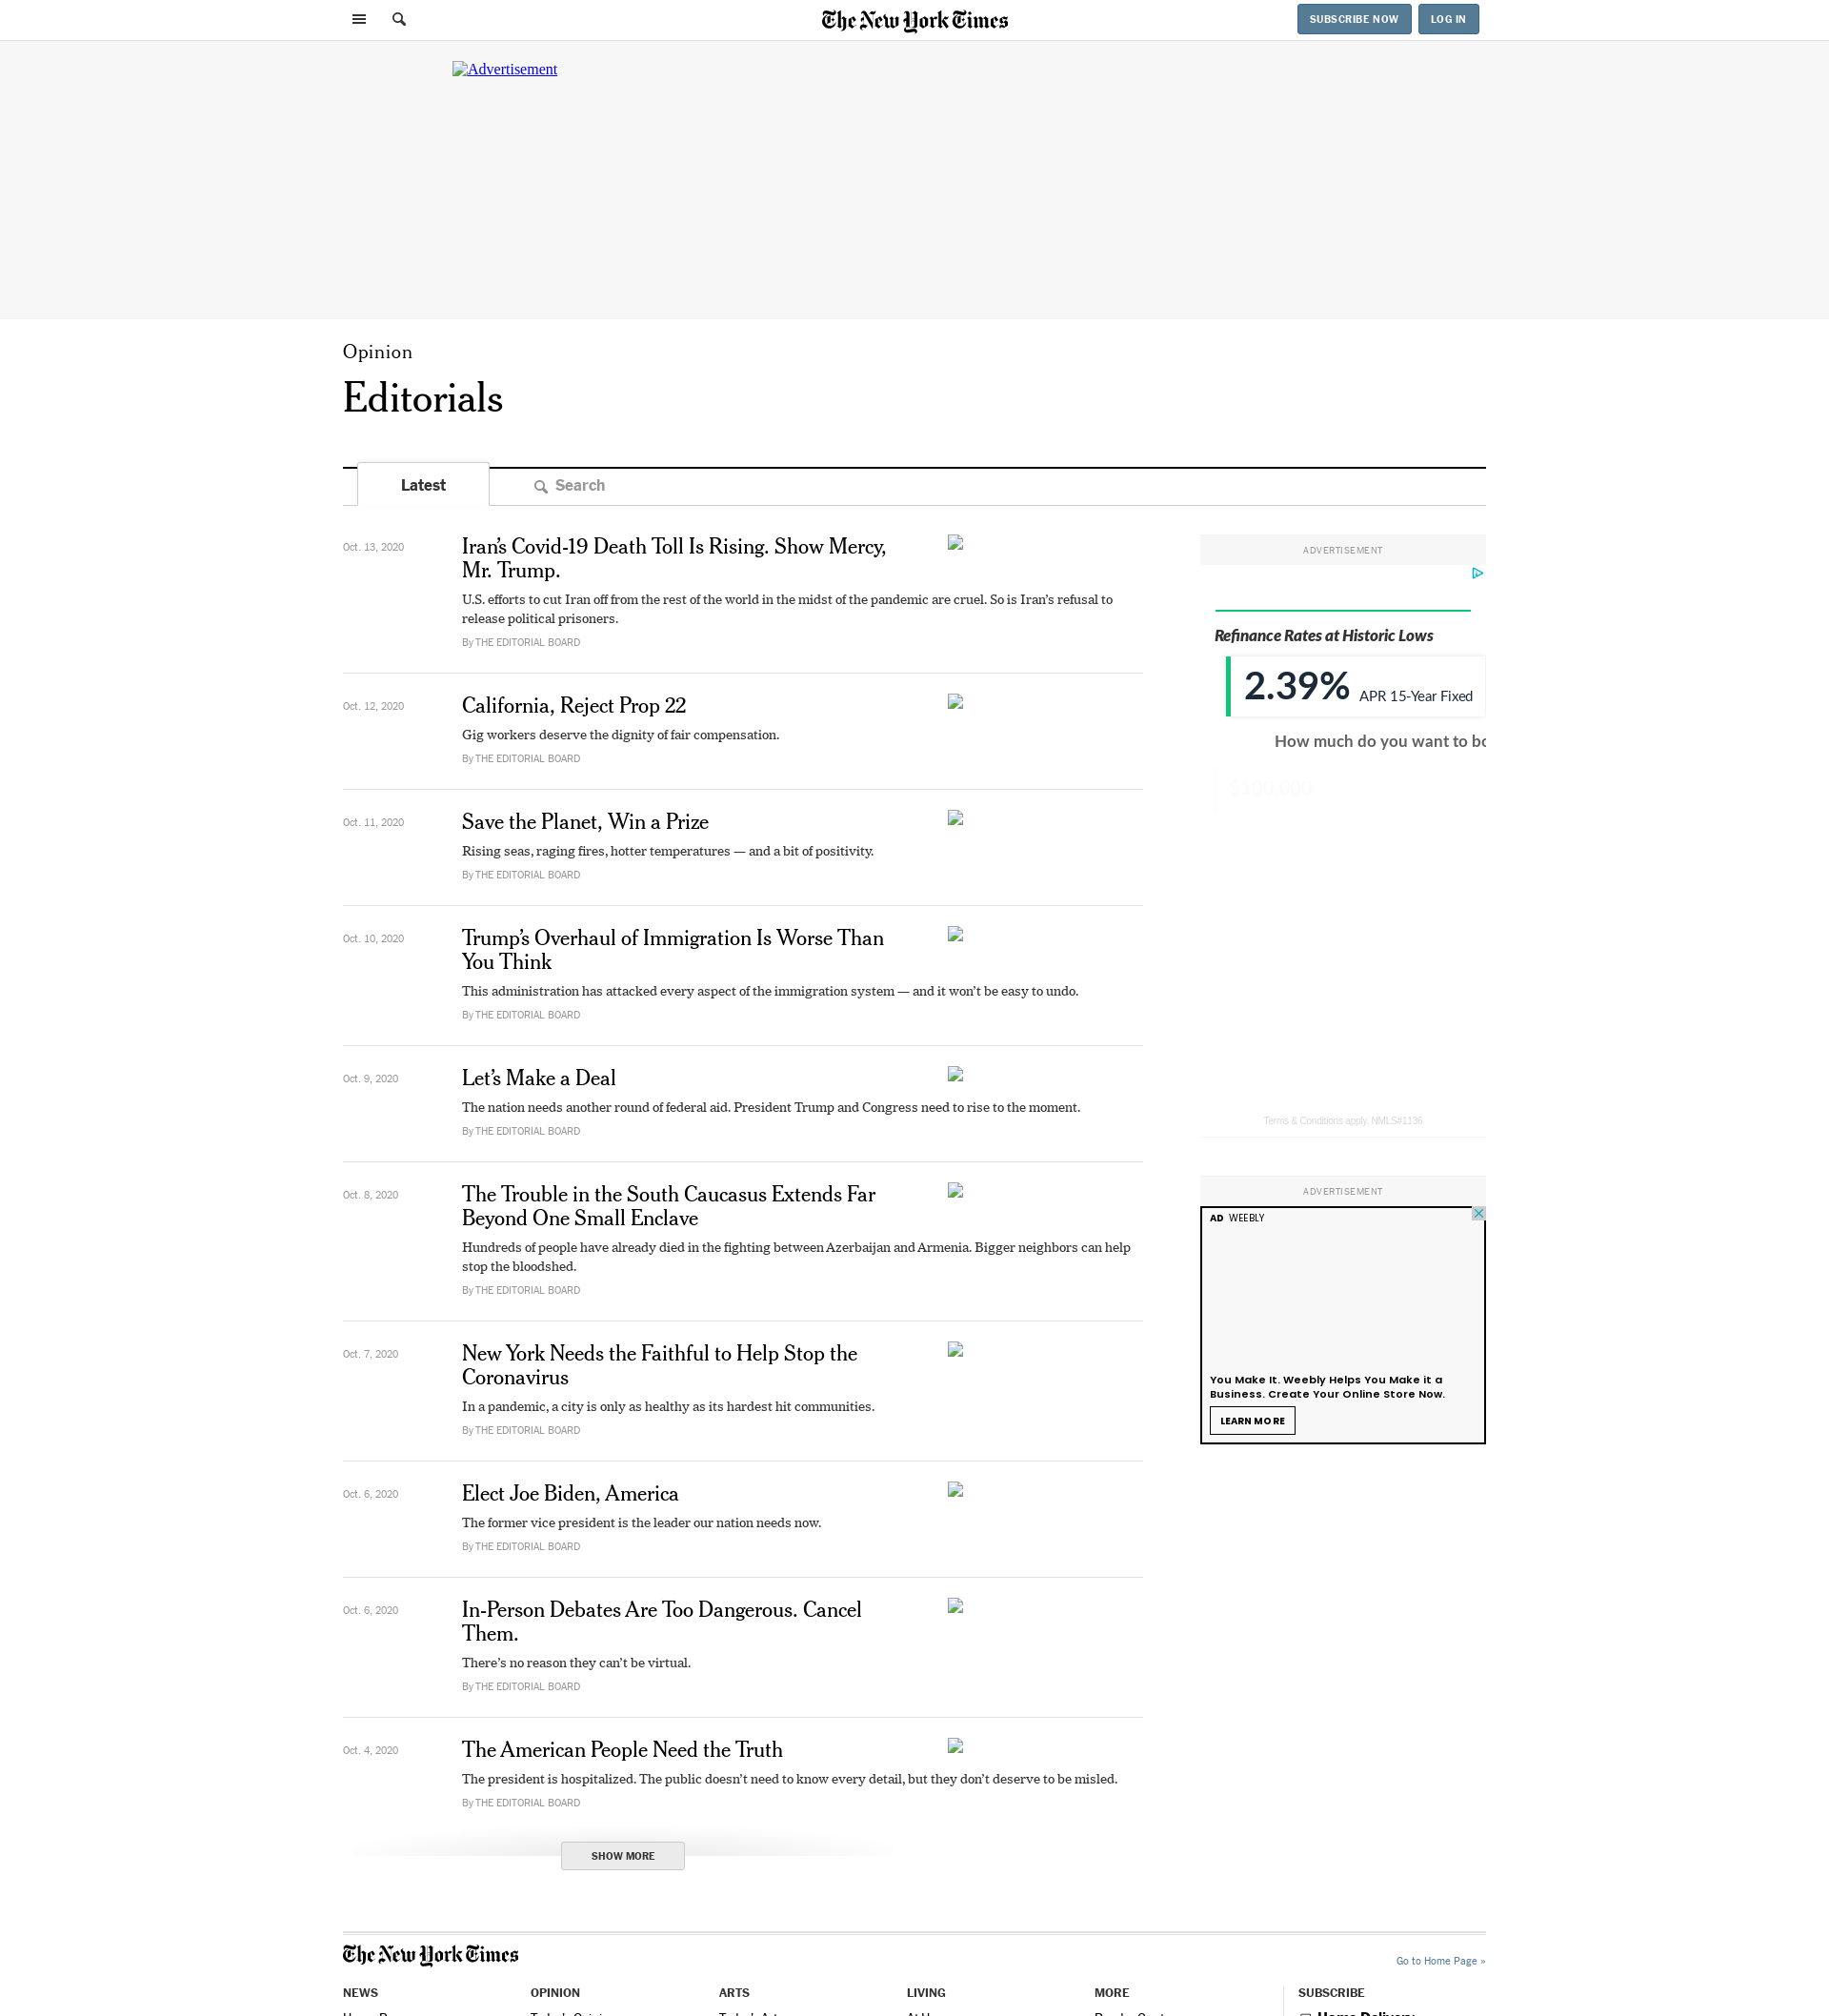 The New York Times
SUBSCRIBE NOW
LOG IN
Advertisement
Opinion
Editorials
Latest
Search
Oct. 13, 2020
Iran’s Covid-19 Death Toll Is Rising. Show Mercy,
Mr. Trump.
U.S. efforts to cut Iran off from the rest of the world in the midst of the pandemic are cruel. So is Iran’s refusal to
release political prisoners.
By THE EDITORIAL BOARD
Oct. 12, 2020
California, Reject Prop 22
Gig workers deserve the dignity of fair compensation.
By THE EDITORIAL BOARD
Oct. 11, 2020
Save the Planet, Win a Prize
Rising seas, raging fires, hotter temperatures — and a bit of positivity.
By THE EDITORIAL BOARD
Oct. 10, 2020
Trump’s Overhaul of Immigration Is Worse Than
You Think
This administration has attacked every aspect of the immigration system — and it won’t be easy to undo.
By THE EDITORIAL BOARD
Oct. 9, 2020
Let’s Make a Deal
The nation needs another round of federal aid. President Trump and Congress need to rise to the moment.
By THE EDITORIAL BOARD
Oct. 8, 2020
The Trouble in the South Caucasus Extends Far
Beyond One Small Enclave
Hundreds of people have already died in the fighting between Azerbaijan and Armenia. Bigger neighbors can help
stop the bloodshed.
By THE EDITORIAL BOARD
Oct. 7, 2020
New York Needs the Faithful to Help Stop the
Coronavirus
In a pandemic, a city is only as healthy as its hardest hit communities.
By THE EDITORIAL BOARD
Oct. 6, 2020
Elect Joe Biden, America
The former vice president is the leader our nation needs now.
By THE EDITORIAL BOARD
Oct. 6, 2020
In-Person Debates Are Too Dangerous. Cancel
Them.
There’s no reason they can’t be virtual.
By THE EDITORIAL BOARD
Oct. 4, 2020
The American People Need the Truth
The president is hospitalized. The public doesn’t need to know every detail, but they don’t deserve to be misled.
By THE EDITORIAL BOARD
SHOW MORE
ADVERTISEMENT
Refinance Rates at Historic Lows
2.39% APR 15-Year Fixed
How much do you want to bo
$100,000
Terms & Conditions apply. NMLS#1136
ADVERTISEMENT
AD WEEBLY
You Make It. Weebly Helps You Make it a
Business. Create Your Online Store Now.
LEARN MORE
The New York Times
Go to Home Page »
NEWS
OPINION
ARTS
LIVING
MORE
SUBSCRIBE